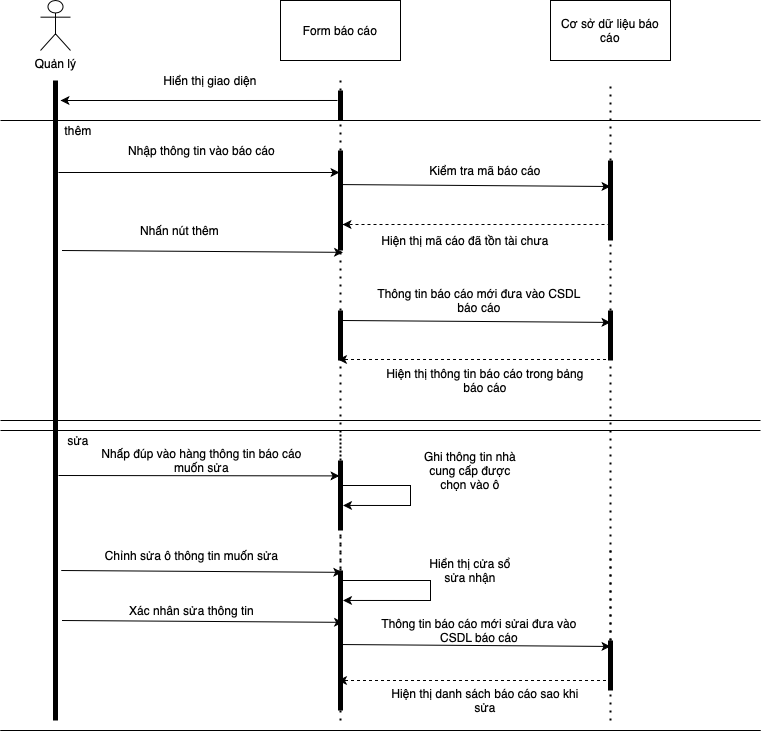 Quản lý
Form báo cáo
Cơ sở dữ liệu báo
cáo
Hiển thị giao diện
thêm
Nhập thông tin vào báo cáo
Kiểm tra mã báo cáo
Nhấn nút thêm
Hiện thị mã cáo đã tồn tài chưa
Thông tin báo cáo mới đưa vào CSDL
báo cáo
Hiện thị thông tin báo cáo trong bảng
báo cáo
sửa
Nhấp đúp vào hàng thông tin báo cáo
muốn sửa
Ghi thông tin nhà
cung cấp được
chọn vào ô
Chỉnh sửa ô thông tin muốn sửa
Hiển thị cửa sổ
sửa nhận
Xác nhân sửa thông tin
Thông tin báo cáo mới sửai đưa vào
CSDL báo cáo
Hiện thị danh sách báo cáo sao khi
sửa